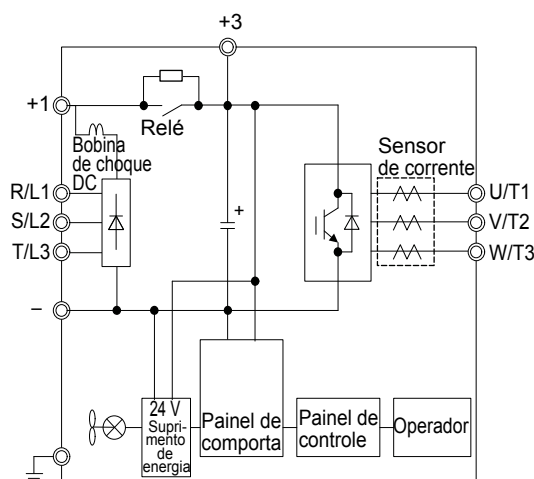 +3
+1
Relé
Bobina
de choque
DC
Sensor
de corrente
R/L1
S/L2
T/L3
+
U/T1
V/T2
W/T3
–
24 V
Supri-
mento
de
energia
Painel de
comporta
Painel de
controle
Operador